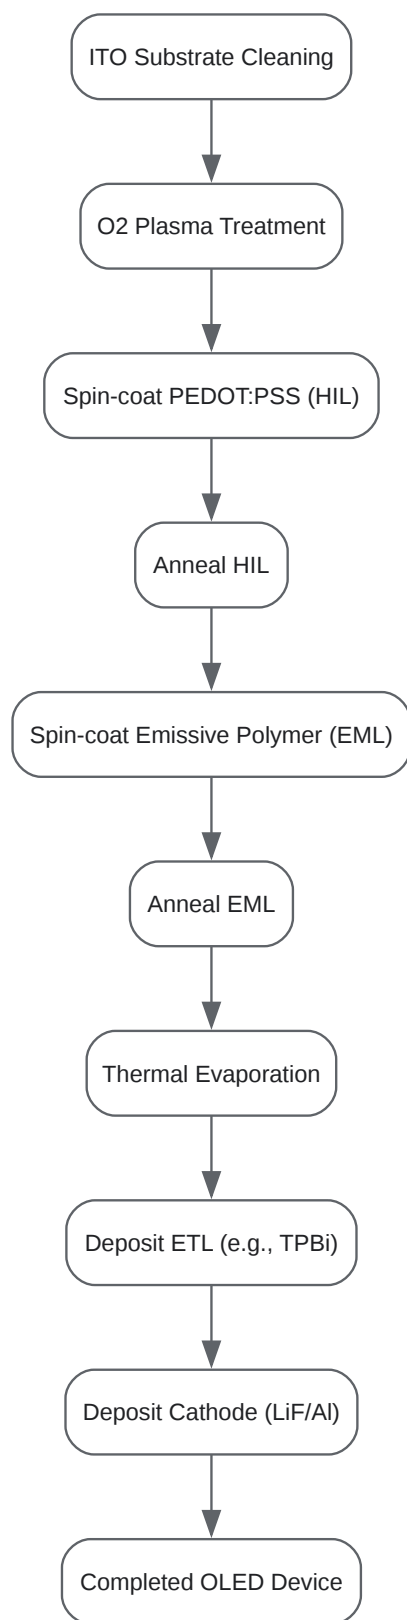 ITO Substrate Cleaning
O2 Plasma Treatment
Spin-coat PEDOT:PSS (HIL)
Anneal HIL
Spin-coat Emissive Polymer (EML)
Anneal EML
Thermal Evaporation
Deposit ETL (e.g., TPBi)
Deposit Cathode (LiF/Al)
Completed OLED Device